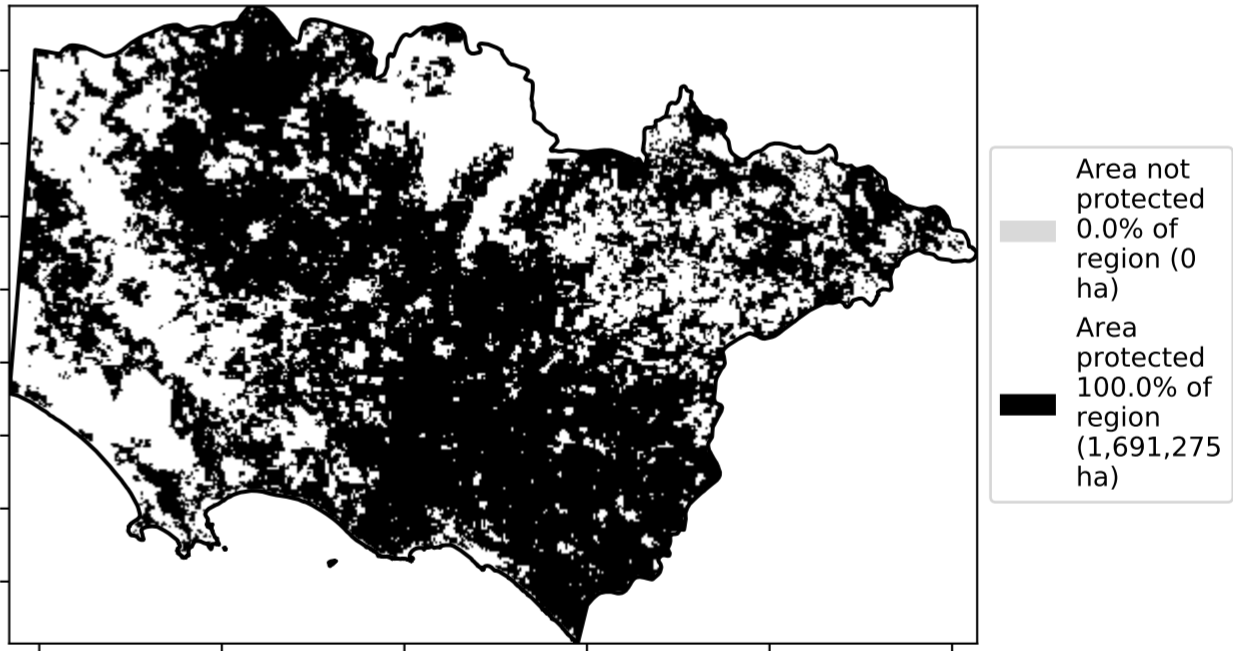 Area not
protected
0.0% of
region (0
ha)
Area
protected
100.0% of
region
(1,691,275
ha)